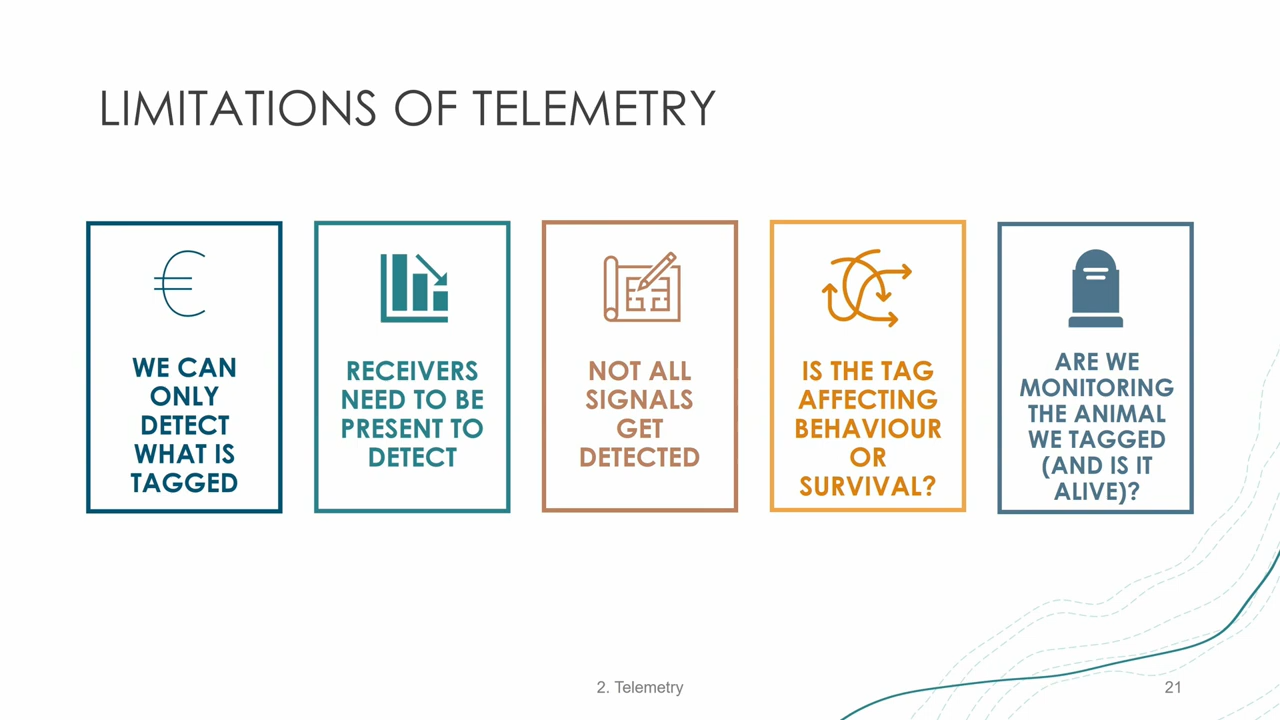 LIMITATIONS OF TELEMETRY
WE CAN
ONLY
DETECT
WHAT IS
TAGGED
RECEIVERS
NEED TO BE
PRESENT TO
DETECT
NOT ALL
SIGNALS
GET
DETECTED
IS THE TAG
AFFECTING
BEHAVIOUR
OR
SURVIVAL?
ARE WE
MONITORING
THE ANIMAL
WE TAGGED
(AND IS IT
ALIVE)?
2. Telemetry
21